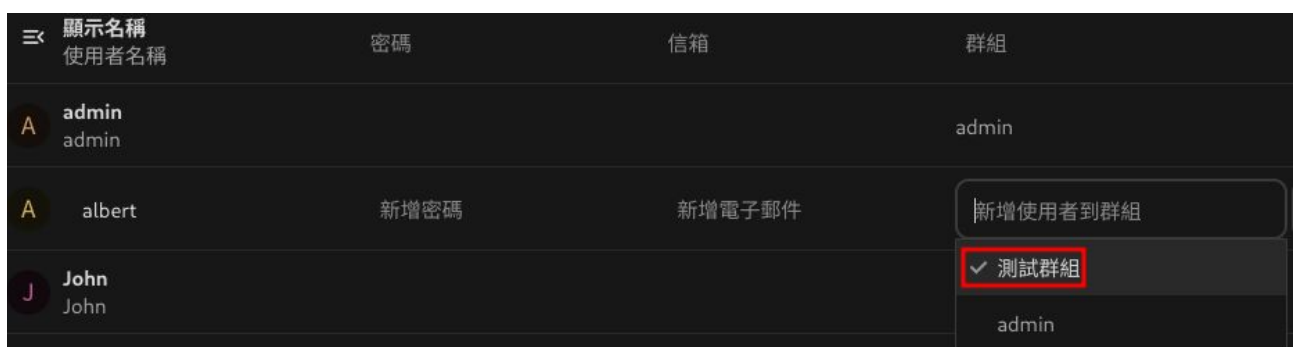 顯示名稱
使用者名稱
密碼
信箱
群組
A
admin
admin
admin
A
albert
新增密碼
新增電子郵件
新增使用者到群組
測試群組
admin
J
John
John